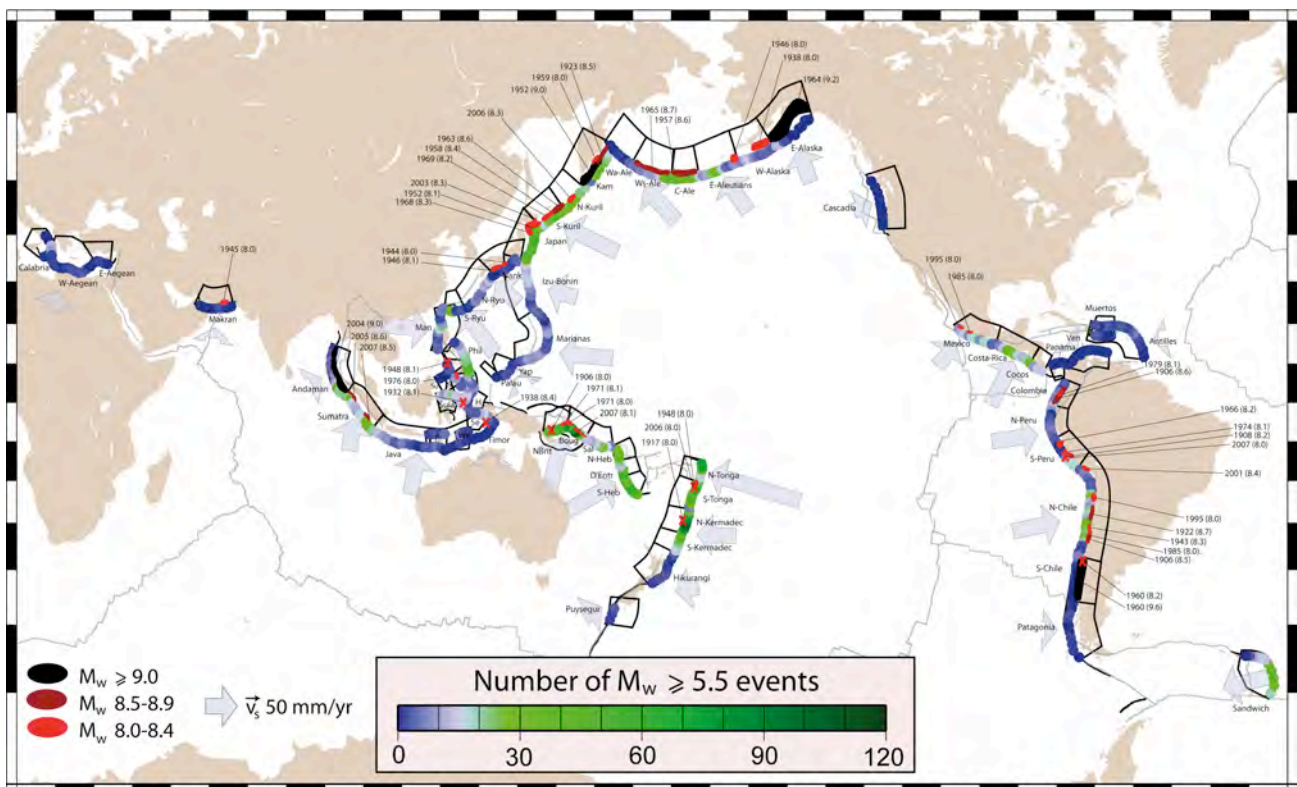 1946 (8.0)
1938 (8.0)
1964 (9.2)
1923 (8.5)
1959 (8.0)
1952 (9.0)
2006 (8.3)
1965 (8.7)
1957 (8.6)
1963 (8.6)
1958 (8.4)
1969 (8.2)
2003 (8.3)
1952 (8.1)
1968 (8.3)
E-Alaska
W-Alaska
E-Aleutians
C-Ale
Wa-Ale
Kam
N-Kuril
S-Kuril
Japan
Cascadia
1944 (8.0)
1946 (8.1)
1945 (8.0)
Calabria
W-Aegean
E-Aegean
Makran
Izu-Bonin
N-Ryu
S-Ryu
Man
Marianas
Phil
Yap
Palau
1995 (8.0)
1985 (8.0)
Mexico
Costa-Rica
Cocos
Muertos
Ven
Panama
Antilles
Colombia
1979 (8.1)
1906 (8.6)
2004 (9.0)
2005 (8.6)
2007 (8.5)
1948 (8.1)
1976 (8.0)
1932 (8.1)
Andaman
Sumatra
Java
Timor
1938 (8.4)
1906 (8.0)
1971 (8.1)
1971 (8.0)
2007 (8.1)
NBrit
Boug
N-Heb
D'Entr
S-Heb
1948 (8.0)
2006 (8.0)
1917 (8.0)
N-Tonga
S-Tonga
N-Kermadec
S-Kermadec
Hikurangi
Puysegur
N-Peru
S-Peru
1966 (8.2)
1974 (8.1)
1908 (8.2)
2007 (8.0)
2001 (8.4)
N-Chile
1995 (8.0)
1922 (8.7)
1943 (8.3)
1985 (8.0)
1906 (8.5)
S-Chile
1960 (8.2)
1960 (9.6)
Patagonia
Sandwich
M_w ⩾ 9.0
M_w 8.5-8.9
M_w 8.0-8.4
v⃗_s 50 mm/yr
Number of M_w ⩾ 5.5 events
0 30 60 90 120